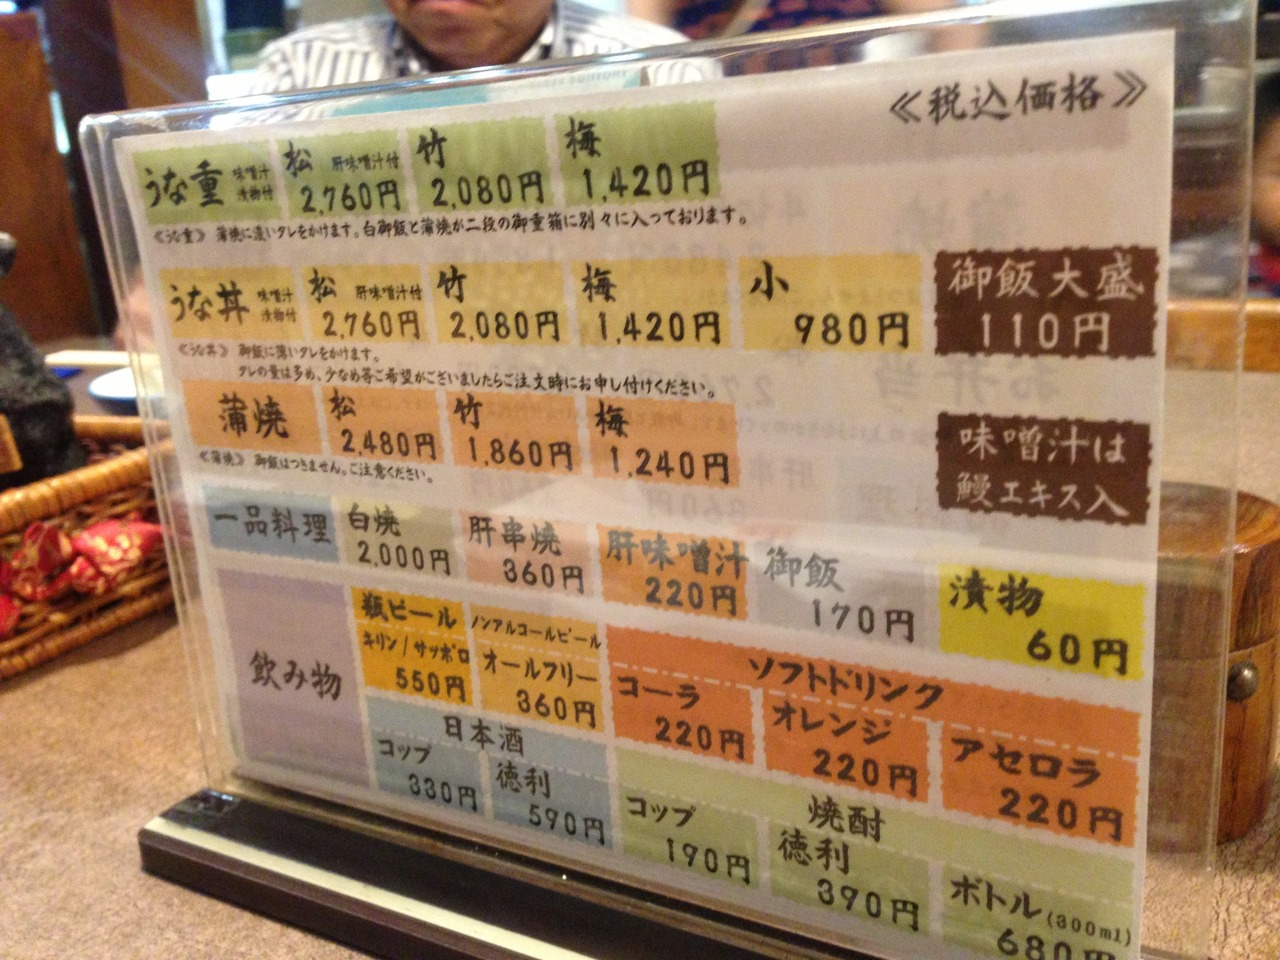 ≪税込価格≫
うな重 味噌汁 漬物付 松 肝味噌汁付 2,760円 竹 2,080円 梅 1,420円
≪うな重≫ 蒲焼に濃いタレをかけます。白御飯と蒲焼が二段の御重箱に別々に入っております。
うな丼 味噌汁 漬物付 松 肝味噌汁付 2,760円 竹 2,080円 梅 1,420円 小 980円
御飯大盛
110円
≪うな丼≫ 御飯に薄いタレをかけます。
タレの量は多め、少なめ等ご希望がございましたらご注文時にお申し付けください。
蒲焼 松 2,480円 竹 1,860円 梅 1,240円
≪蒲焼≫ 御飯はつきません。ご注意ください。
味噌汁は
鰻エキス入
一品料理 白焼 2,000円 肝串焼 360円 肝味噌汁 220円 御飯 170円 漬物 60円
飲み物
瓶ビール キリン/サッポロ 550円
ノンアルコールビール オールフリー 360円
ソフトドリンク
コーラ 220円 オレンジ 220円 アセロラ 220円
日本酒
コップ 330円 徳利 590円
焼酎
コップ 190円 徳利 390円 ボトル(300ml) 680円